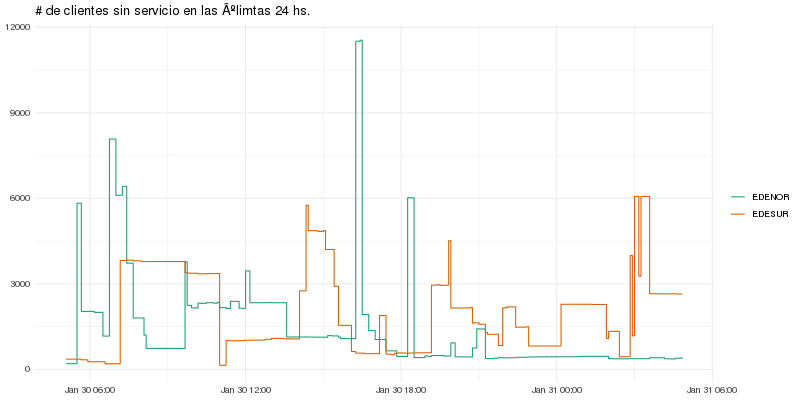 # de clientes sin servicio en las Ãºlimtas 24 hs.
12000
9000
6000
3000
0
Jan 30 06:00
Jan 30 12:00
Jan 30 18:00
Jan 31 00:00
Jan 31 06:00
EDENOR
EDESUR